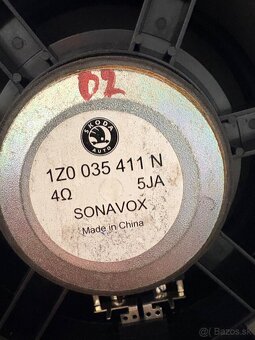 02
ŠKODA
AUTO
1Z0 035 411 N
4Ω 5JA
SONAVOX
Made in China
Bazos.sk